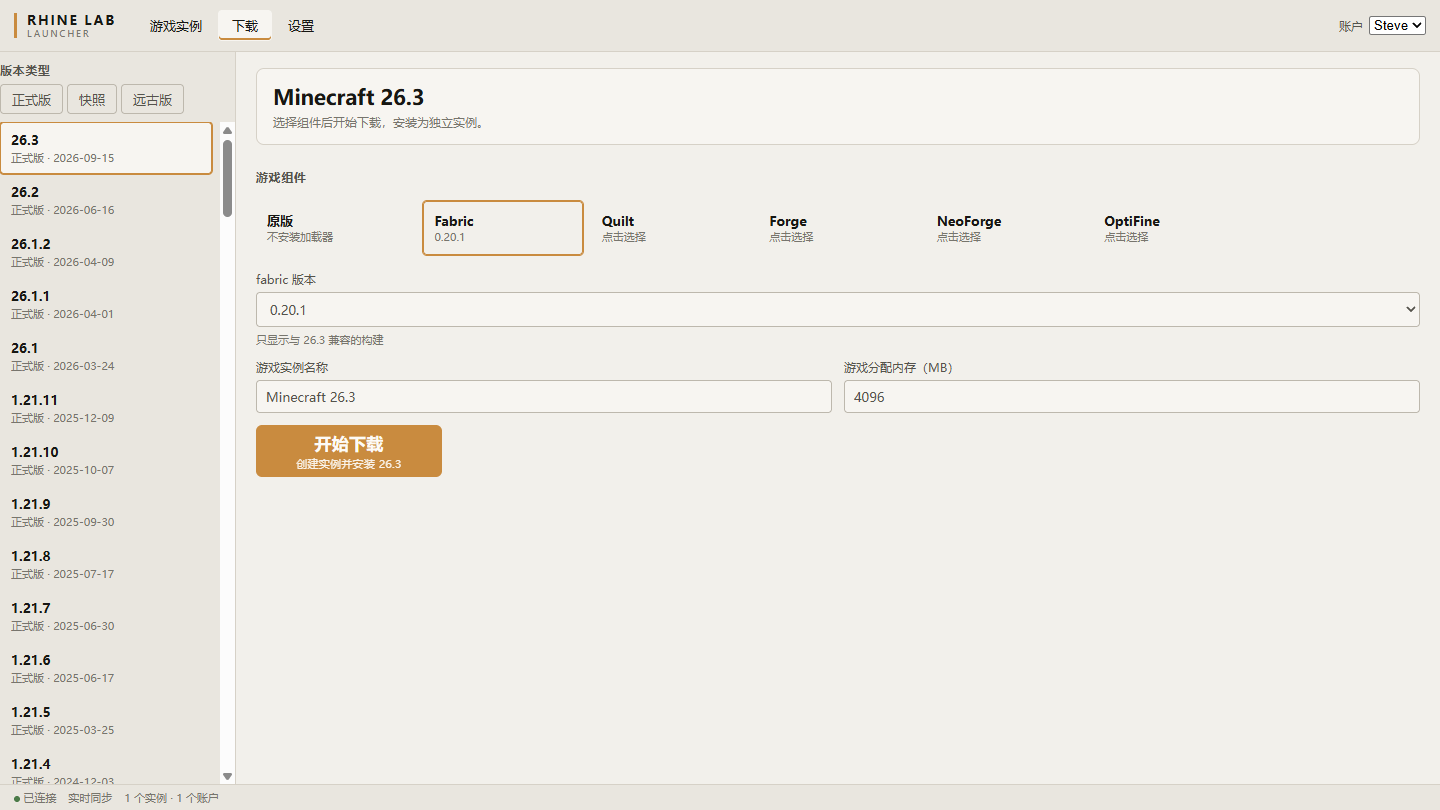 RHINE LAB
LAUNCHER
游戏实例 下载 设置
账户 Steve
版本类型
正式版 快照 远古版
26.3
正式版 · 2026-09-15
26.2
正式版 · 2026-06-16
26.1.2
正式版 · 2026-04-09
26.1.1
正式版 · 2026-04-01
26.1
正式版 · 2026-03-24
1.21.11
正式版 · 2025-12-09
1.21.10
正式版 · 2025-10-07
1.21.9
正式版 · 2025-09-30
1.21.8
正式版 · 2025-07-17
1.21.7
正式版 · 2025-06-30
1.21.6
正式版 · 2025-06-17
1.21.5
正式版 · 2025-03-25
1.21.4
正式版 · 2024-12-03
Minecraft 26.3
选择组件后开始下载，安装为独立实例。
游戏组件
原版
不安装加载器
Fabric
0.20.1
Quilt
点击选择
Forge
点击选择
NeoForge
点击选择
OptiFine
点击选择
fabric 版本
0.20.1
只显示与 26.3 兼容的构建
游戏实例名称
Minecraft 26.3
游戏分配内存（MB）
4096
开始下载
创建实例并安装 26.3
已连接 实时同步 1 个实例 · 1 个账户